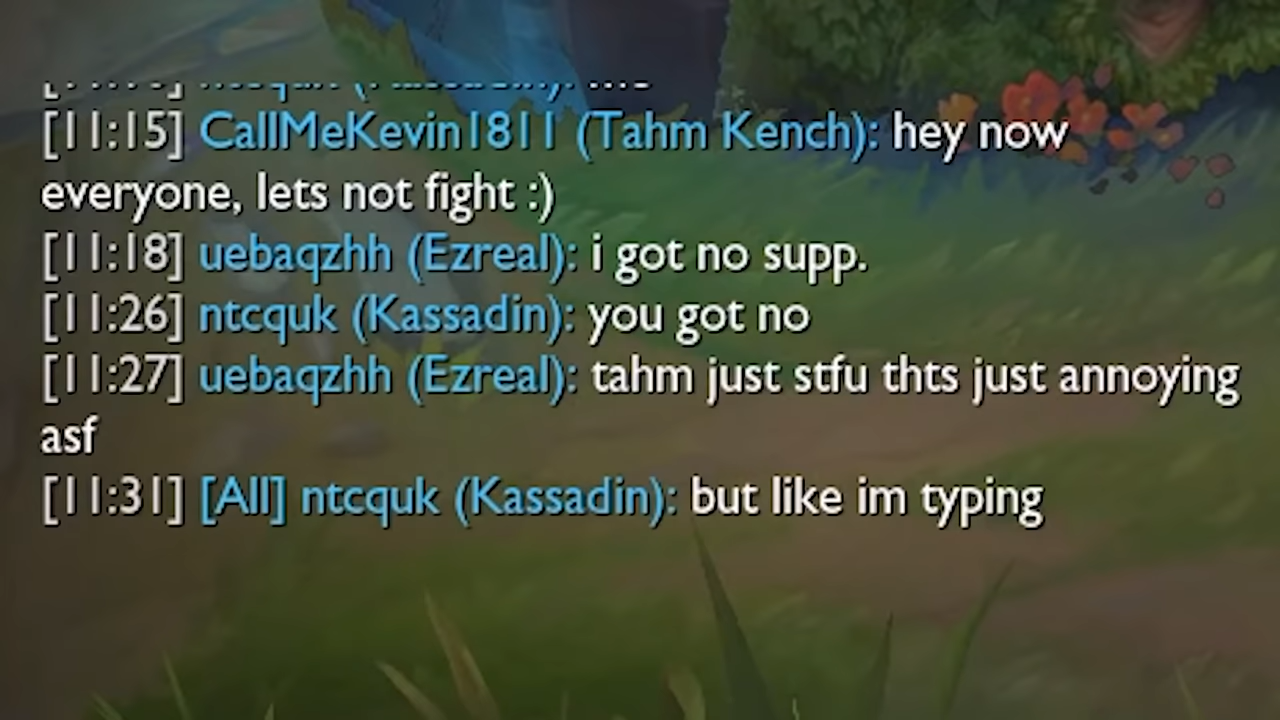 [11:15] CallMeKevin1811 (Tahm Kench): hey now
everyone, lets not fight :)
[11:18] uebaqzhh (Ezreal): i got no supp.
[11:26] ntcquk (Kassadin): you got no
[11:27] uebaqzhh (Ezreal): tahm just stfu thts just annoying
asf
[11:31] [All] ntcquk (Kassadin): but like im typing